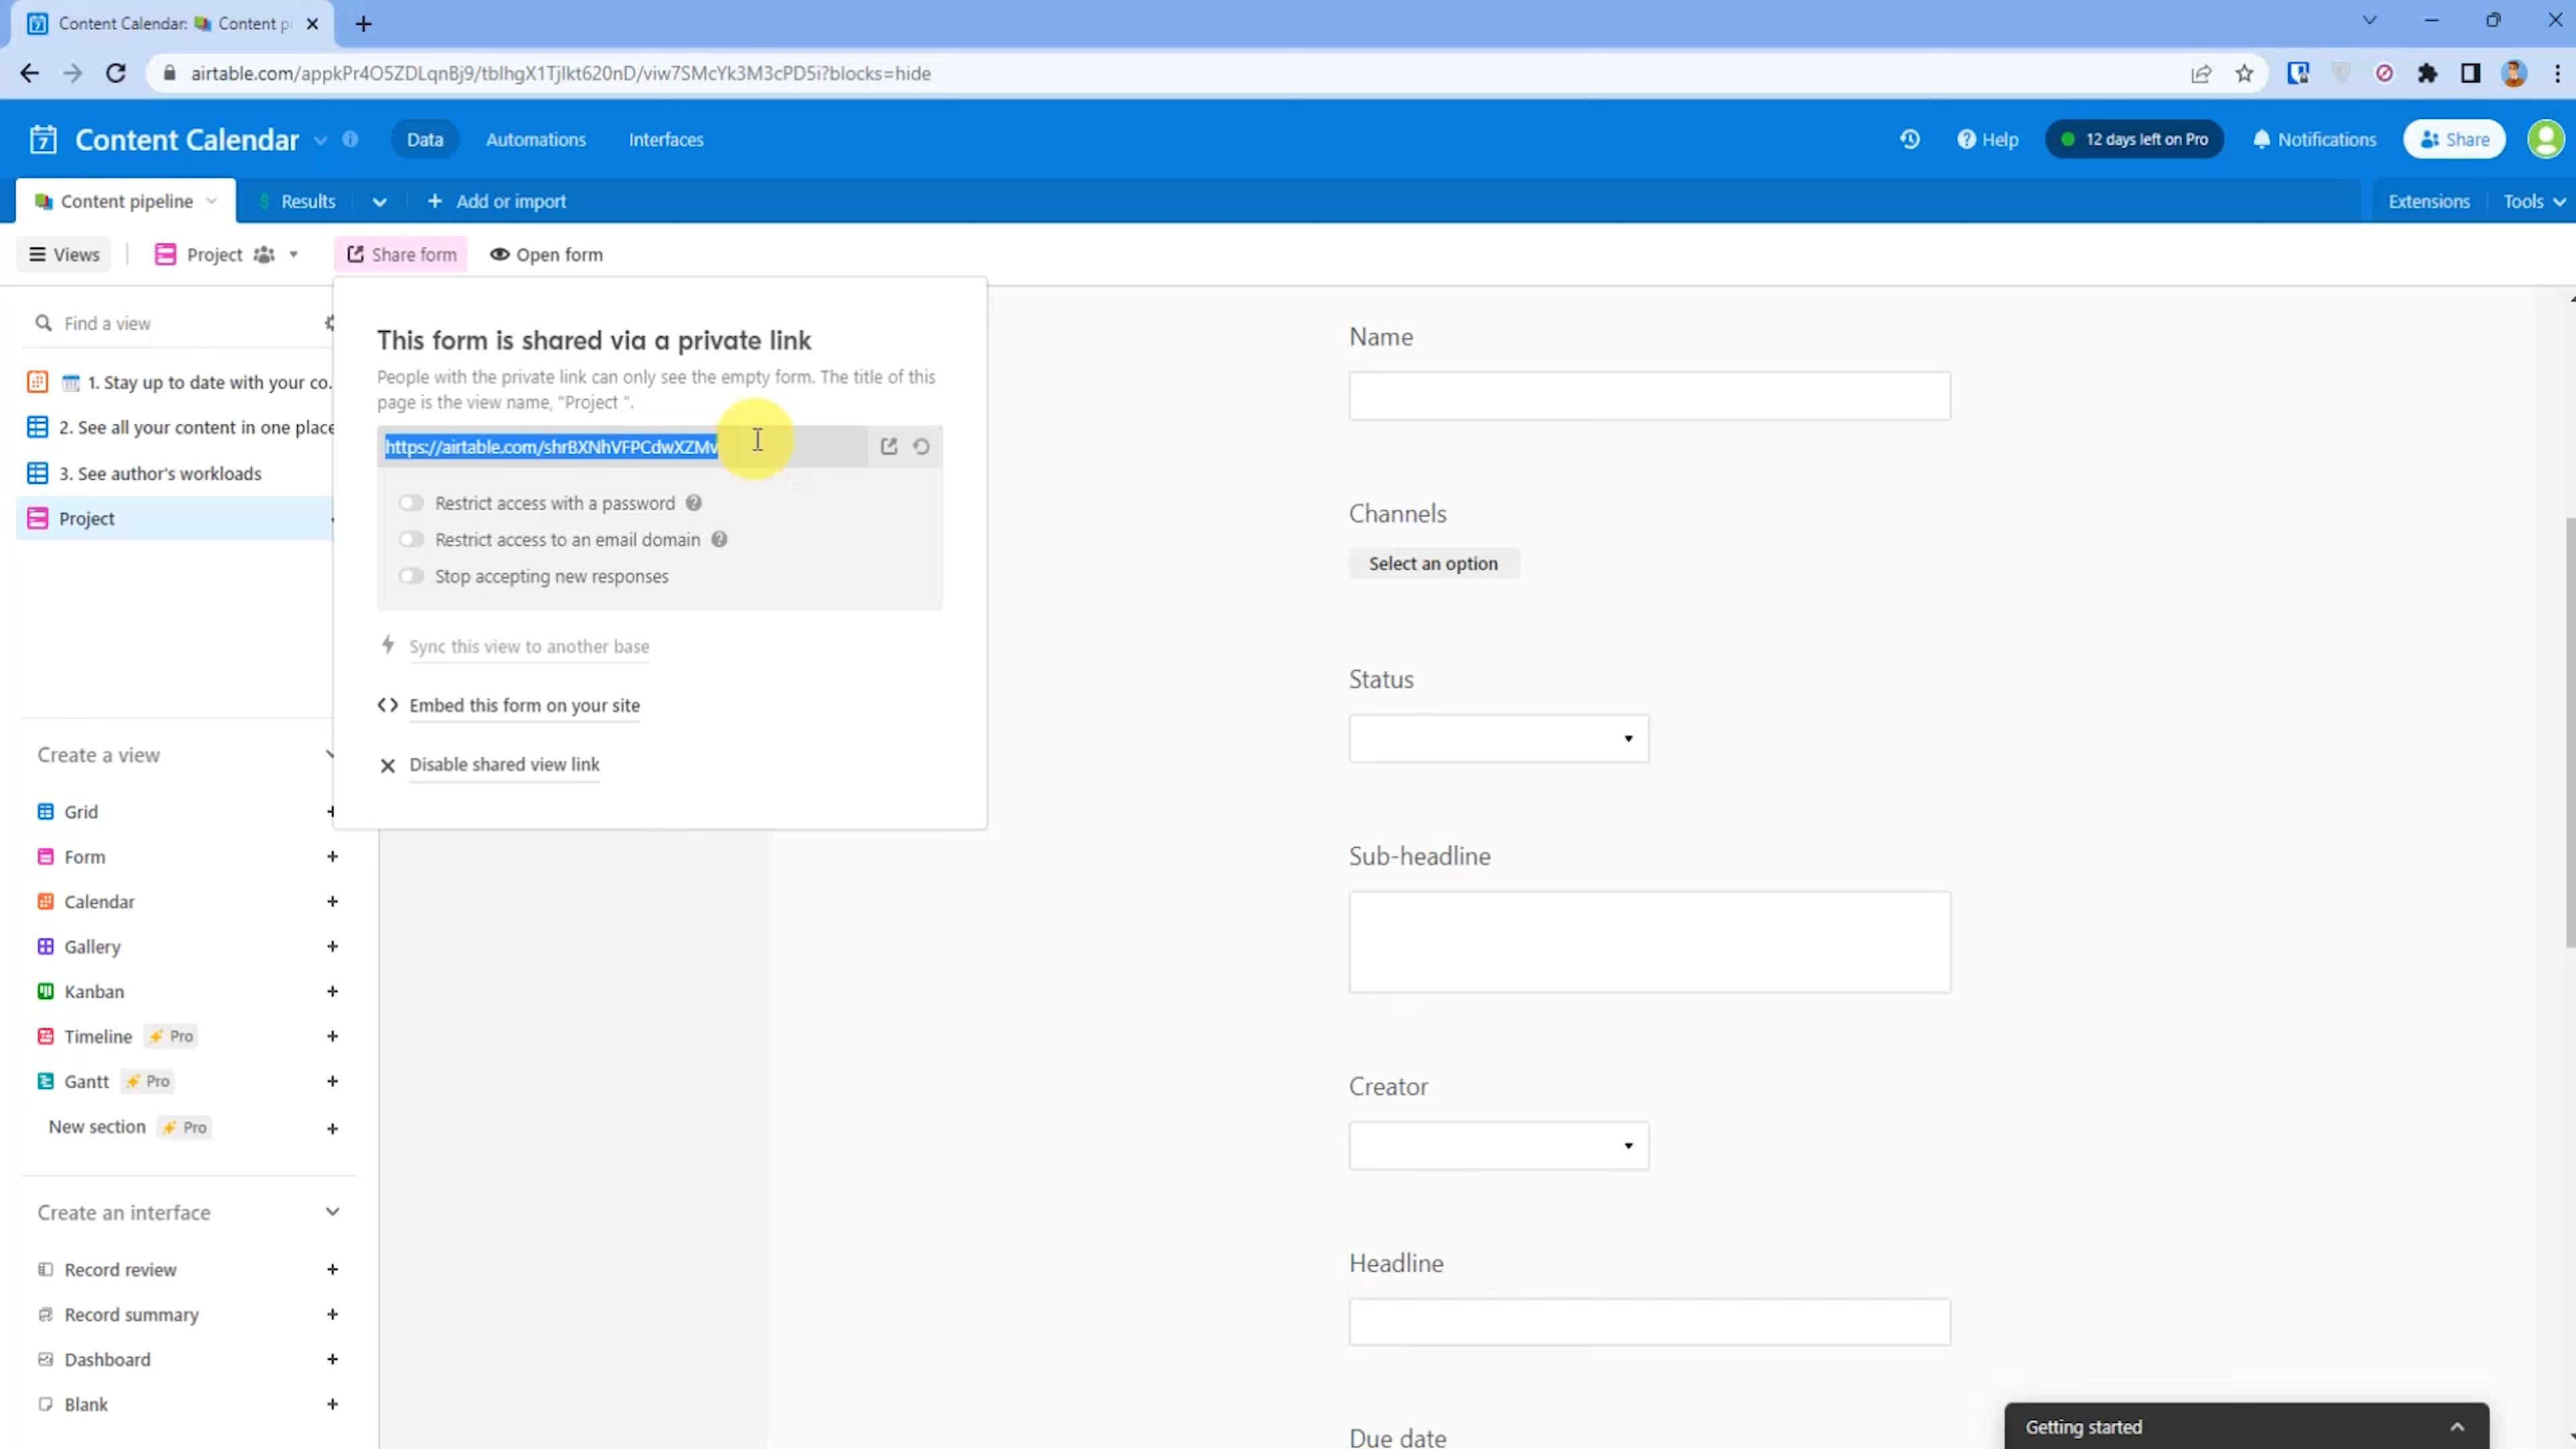 Content Calendar: Content pi
airtable.com/appkPr4O5ZDLqnBj9/tblhgX1TjIkt620nD/viw7SMcYk3M3cPD5i?blocks=hide
Content Calendar
Data
Automations
Interfaces
Help
12 days left on Pro
Notifications
Share
Content pipeline
Results
Add or import
Extensions
Tools
Views
Project
Share form
Open form
Find a view
1. Stay up to date with your co...
2. See all your content in one place
3. See author's workloads
Project
Create a view
Grid
Form
Calendar
Gallery
Kanban
Timeline Pro
Gantt Pro
New section Pro
Create an interface
Record review
Record summary
Dashboard
Blank
This form is shared via a private link
People with the private link can only see the empty form. The title of this
page is the view name, "Project ".
https://airtable.com/shrBXNhVFPCdwXZMv
Restrict access with a password
Restrict access to an email domain
Stop accepting new responses
Sync this view to another base
Embed this form on your site
Disable shared view link
Name
Channels
Select an option
Status
Sub-headline
Creator
Headline
Due date
Getting started